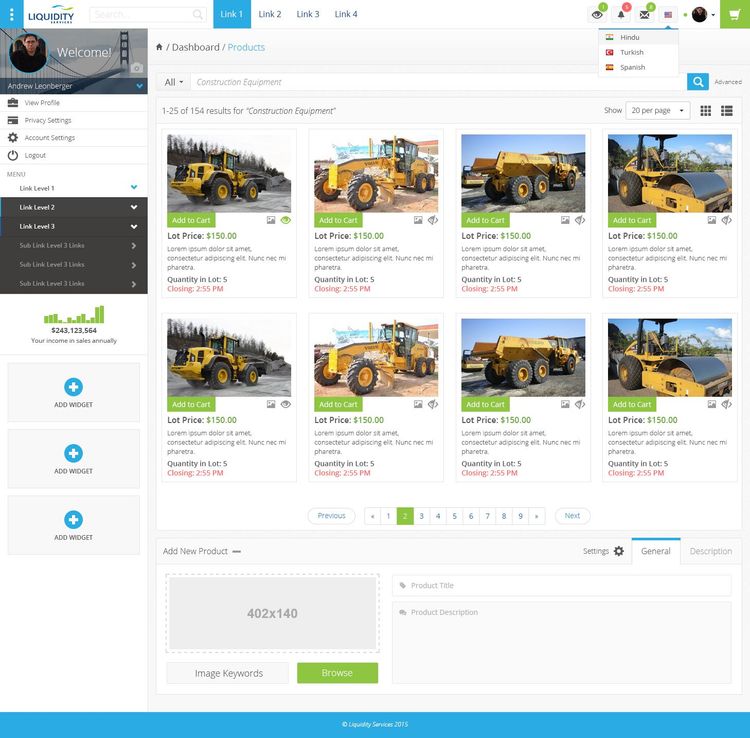 LIQUIDITY
SERVICES
Search...
Link 1
Link 2
Link 3
Link 4
Hindu
Turkish
Spanish
Welcome!
Andrew Leonberger
View Profile
Privacy Settings
Account Settings
Logout
MENU
Link Level 1
Link Level 2
Link Level 3
Sub Link Level 3 Links
Sub Link Level 3 Links
Sub Link Level 3 Links
$243,123,564
Your income in sales annually
ADD WIDGET
ADD WIDGET
ADD WIDGET
/ Dashboard / Products
All
Construction Equipment
Advanced
1-25 of 154 results for "Construction Equipment"
Show
20 per page
Add to Cart
Lot Price: $150.00
Lorem ipsum dolor sit amet,
consectetur adipiscing elit. Nunc nec mi
pharetra.
Quantity in Lot: 5
Closing: 2:55 PM
Add to Cart
Lot Price: $150.00
Lorem ipsum dolor sit amet,
consectetur adipiscing elit. Nunc nec mi
pharetra.
Quantity in Lot: 5
Closing: 2:55 PM
Add to Cart
Lot Price: $150.00
Lorem ipsum dolor sit amet,
consectetur adipiscing elit. Nunc nec mi
pharetra.
Quantity in Lot: 5
Closing: 2:55 PM
Add to Cart
Lot Price: $150.00
Lorem ipsum dolor sit amet,
consectetur adipiscing elit. Nunc nec mi
pharetra.
Quantity in Lot: 5
Closing: 2:55 PM
Add to Cart
Lot Price: $150.00
Lorem ipsum dolor sit amet,
consectetur adipiscing elit. Nunc nec mi
pharetra.
Quantity in Lot: 5
Closing: 2:55 PM
Add to Cart
Lot Price: $150.00
Lorem ipsum dolor sit amet,
consectetur adipiscing elit. Nunc nec mi
pharetra.
Quantity in Lot: 5
Closing: 2:55 PM
Add to Cart
Lot Price: $150.00
Lorem ipsum dolor sit amet,
consectetur adipiscing elit. Nunc nec mi
pharetra.
Quantity in Lot: 5
Closing: 2:55 PM
Add to Cart
Lot Price: $150.00
Lorem ipsum dolor sit amet,
consectetur adipiscing elit. Nunc nec mi
pharetra.
Quantity in Lot: 5
Closing: 2:55 PM
Previous
« 1 2 3 4 5 6 7 8 9 »
Next
Add New Product
Settings
General
Description
402x140
Image Keywords
Browse
Product Title
Product Description
© Liquidity Services 2015